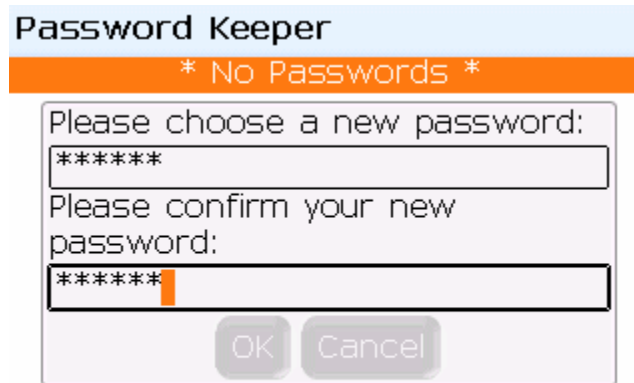 Password Keeper
* No Passwords *
Please choose a new password:
******
Please confirm your new
password:
******
OK Cancel